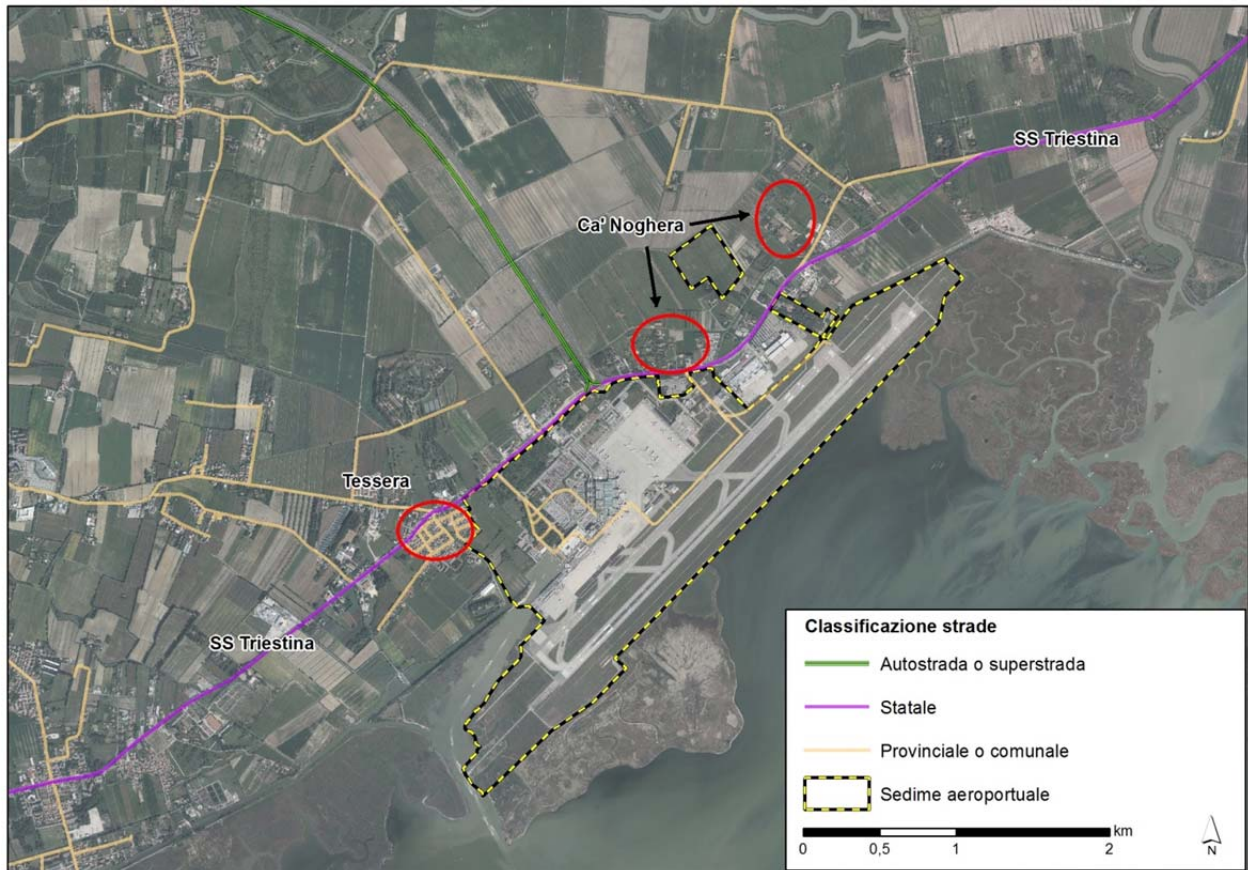 SS Triestina
Ca' Noghera
Tessera
SS Triestina
Classificazione strade
Autostrada o superstrada
Statale
Provinciale o comunale
Sedime aeroportuale
km
0 0,5 1 2
N